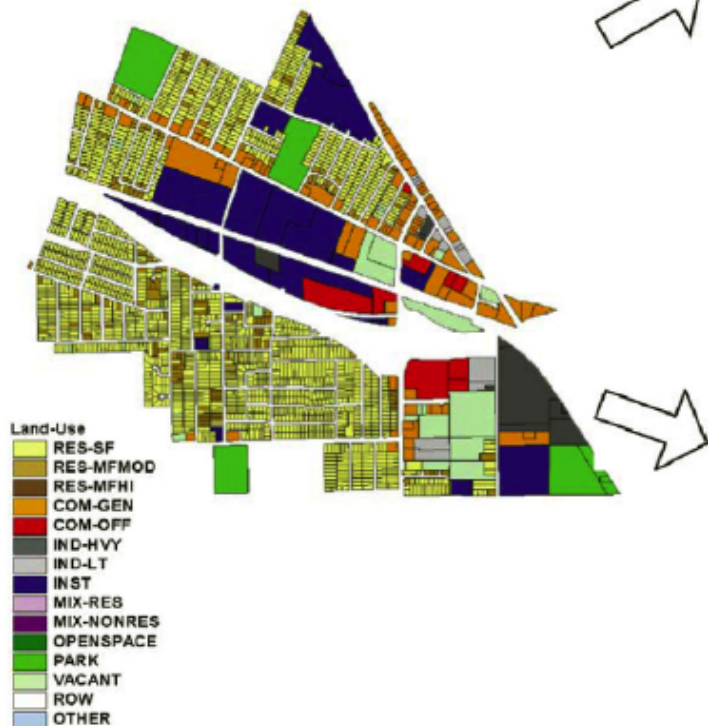 Land-Use
RES-SF
RES-MFMOD
RES-MFHI
COM-GEN
COM-OFF
IND-HVY
IND-LT
INST
MIX-RES
MIX-NONRES
OPENSPACE
PARK
VACANT
ROW
OTHER